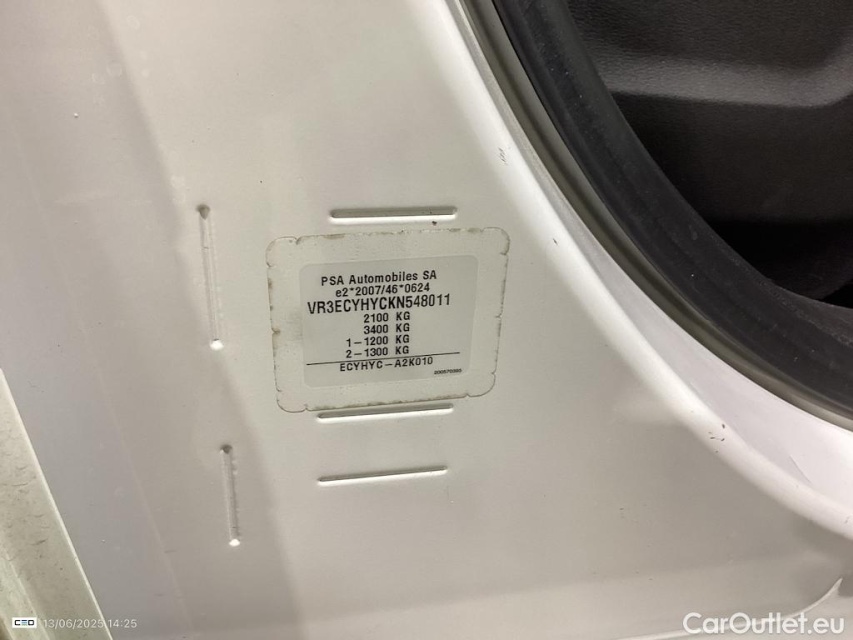 PSA Automobiles SA
e2*2007/46*0624
VR3ECYHYCKN548011
2100 KG
3400 KG
1-1200 KG
2-1300 KG
ECYHYC-A2K010
CED 13/06/2025 14:25
CarOutlet.eu